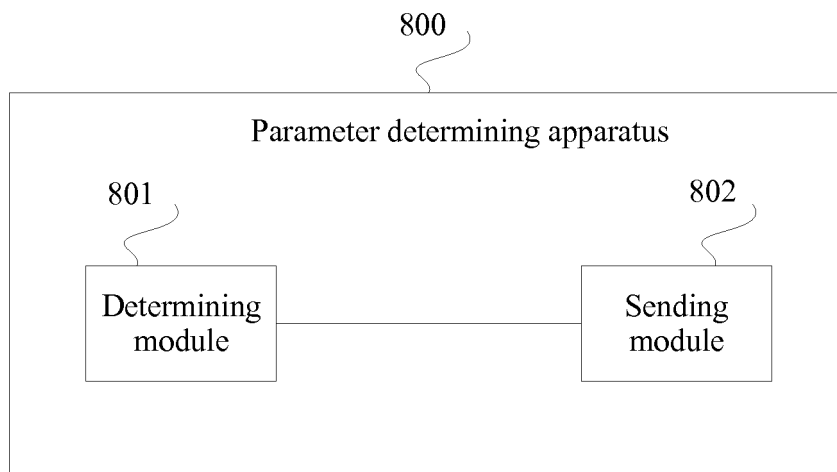 800
Parameter determining apparatus
801
802
Determining
module
Sending
module